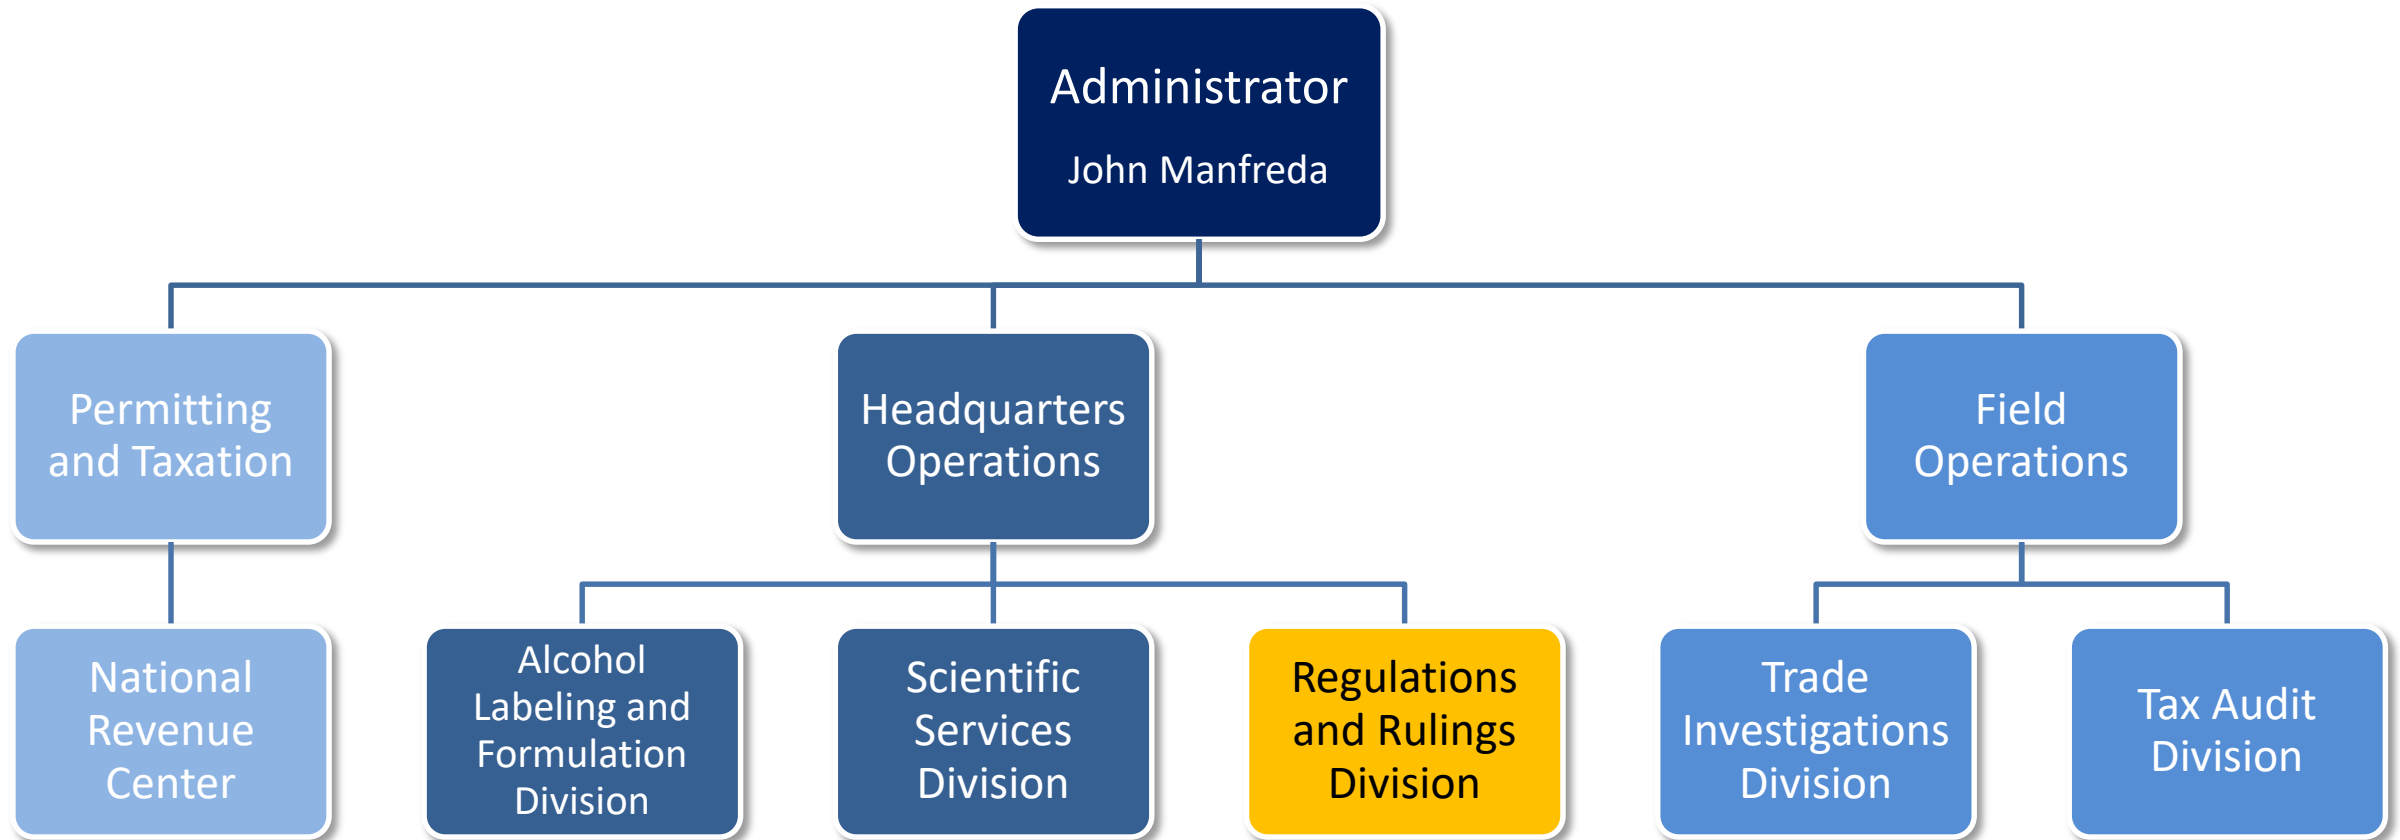 Administrator
John Manfreda
Permitting
and Taxation
Headquarters
Operations
Field
Operations
National
Revenue
Center
Alcohol
Labeling and
Formulation
Division
Scientific
Services
Division
Regulations
and Rulings
Division
Trade
Investigations
Division
Tax Audit
Division